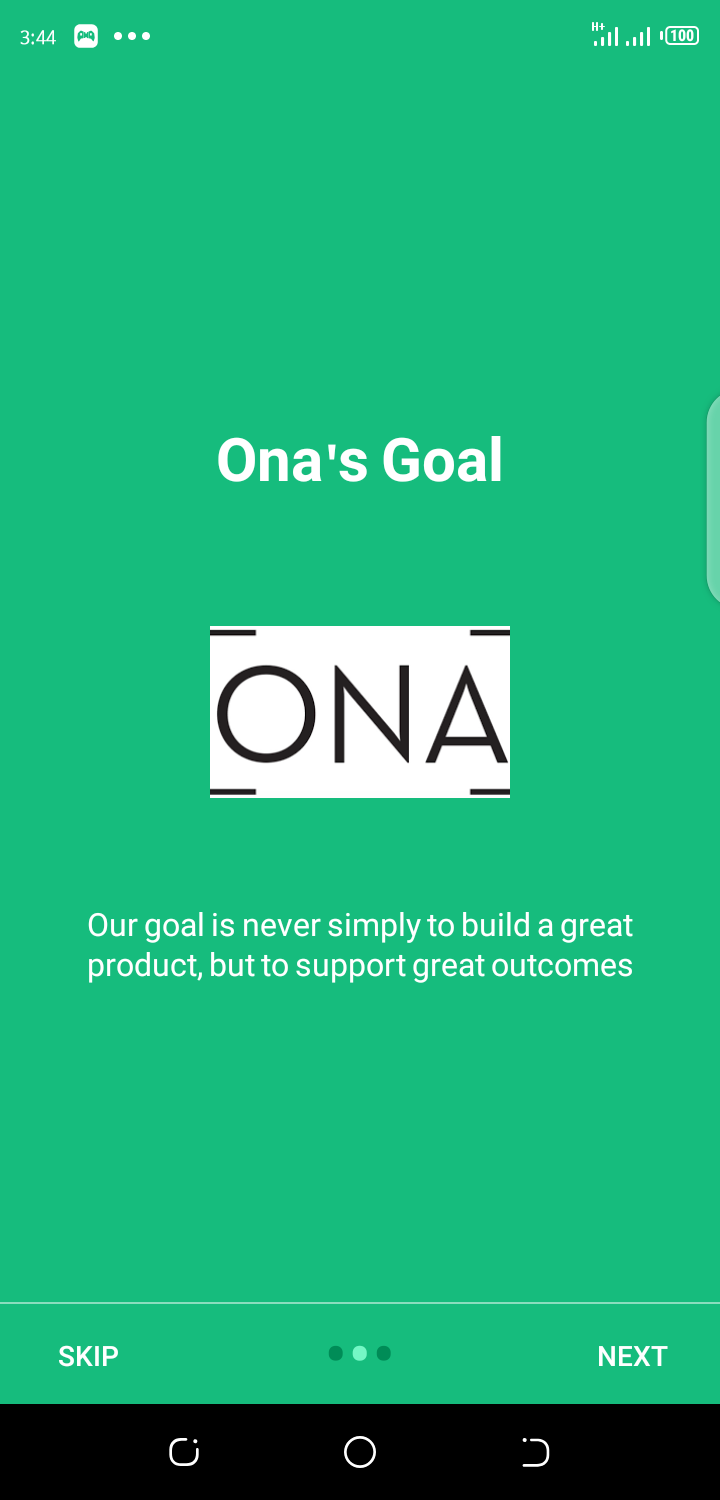 3:44
H+
100
Ona's Goal
ONA
Our goal is never simply to build a great
product, but to support great outcomes
SKIP
NEXT